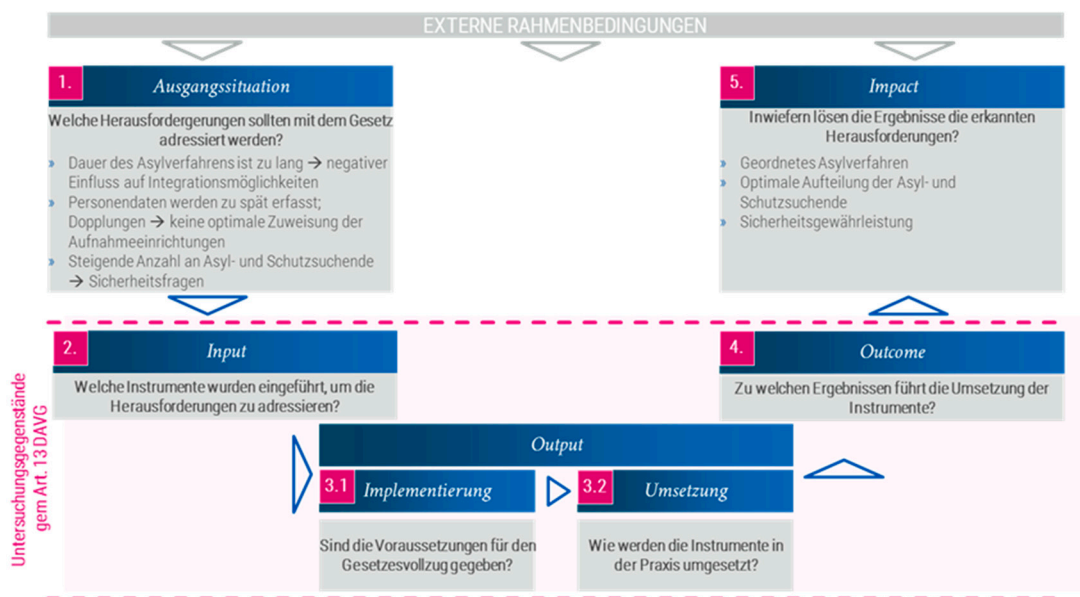 EXTERNE RAHMENBEDINGUNGEN
1.
Ausgangssituation
Welche Herausfordergerungen sollten mit dem Gesetz
adressiert werden?
» Dauer des Asylverfahrens ist zu lang → negativer
Einfluss auf Integrationsmöglichkeiten
» Personendaten werden zu spät erfasst;
Dopplungen → keine optimale Zuweisung der
Aufnahmeeinrichtungen
» Steigende Anzahl an Asyl- und Schutzsuchende
→ Sicherheitsfragen
5.
Impact
Inwiefern lösen die Ergebnisse die erkannten
Herausforderungen?
» Geordnetes Asylverfahren
» Optimale Aufteilung der Asyl- und
Schutzsuchende
» Sicherheitsgewährleistung
Untersuchungsgegenstände
gem Art. 13 DAVG
2.
Input
Welche Instrumente wurden eingeführt, um die
Herausforderungen zu adressieren?
Output
3.1
Implementierung
Sind die Voraussetzungen für den
Gesetzesvollzug gegeben?
3.2
Umsetzung
Wie werden die Instrumente in
der Praxis umgesetzt?
4.
Outcome
Zu welchen Ergebnissen führt die Umsetzung der
Instrumente?